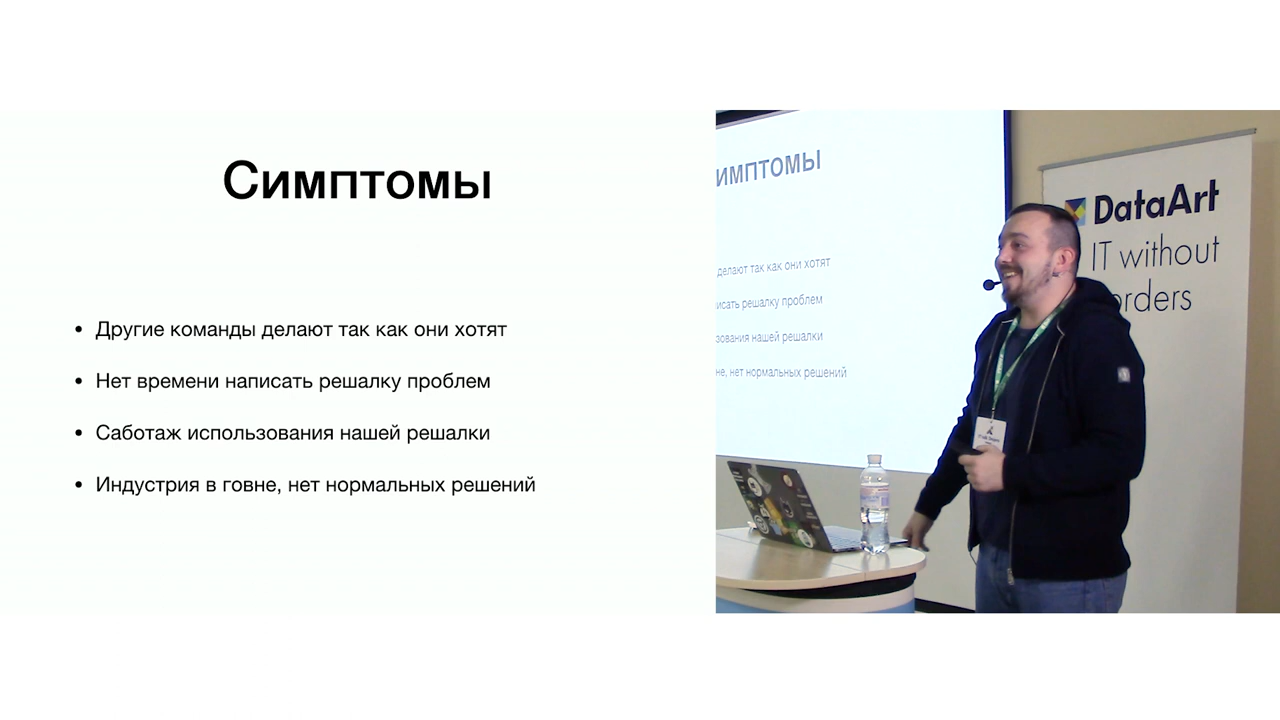 Симптомы
• Другие команды делают так как они хотят
• Нет времени написать решалку проблем
• Саботаж использования нашей решалки
• Индустрия в говне, нет нормальных решений
имптомы
делают так как они хотят
исать решалку проблем
зования нашей решалки
не, нет нормальных решений
DataArt
IT without
orders